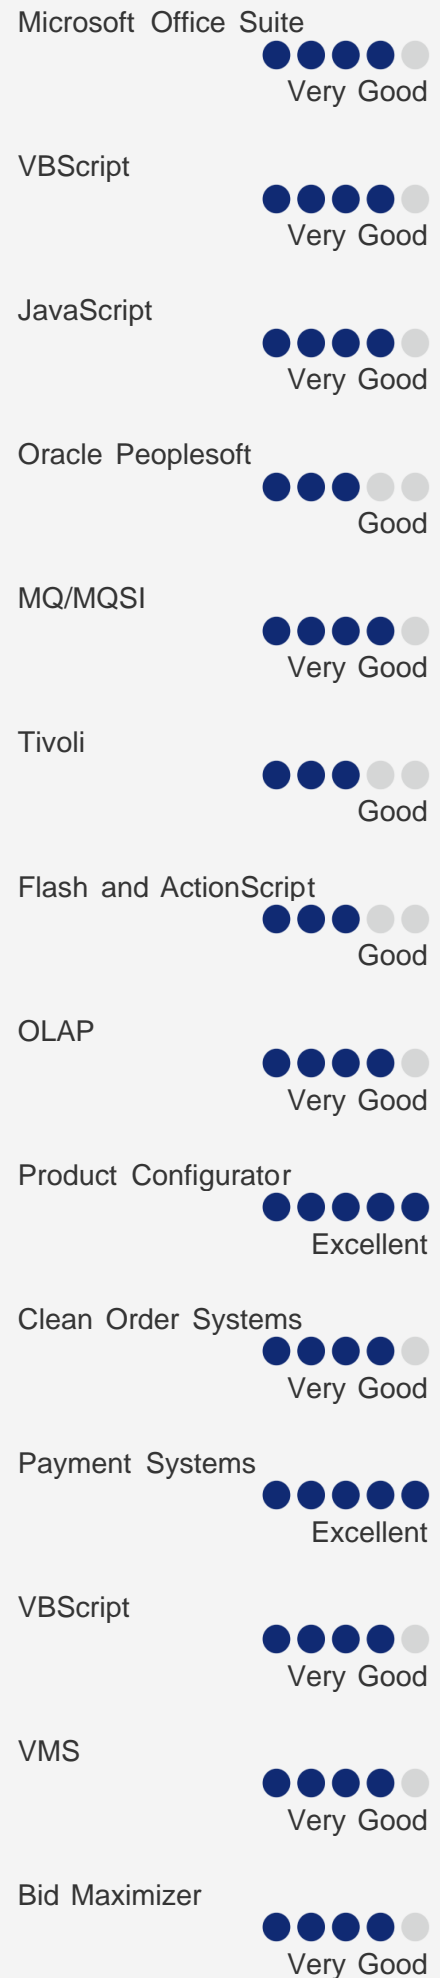 Microsoft Office Suite
Very Good
VBScript
Very Good
JavaScript
Very Good
Oracle Peoplesoft
Good
MQ/MQSI
Very Good
Tivoli
Good
Flash and ActionScript
Good
OLAP
Very Good
Product Configurator
Excellent
Clean Order Systems
Very Good
Payment Systems
Excellent
VBScript
Very Good
VMS
Very Good
Bid Maximizer
Very Good